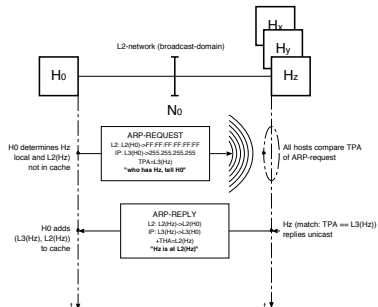 Hx
L2-network (broadcast-domain)
Hy
H0
Hz
N0
ARP-REQUEST
L2: L2(H0)->FF:FF:FF:FF:FF:FF
IP: L3(H0)->255.255.255.255
TPA=L3(Hz)
"who has Hz, tell H0"
H0 determines Hz
local and L2(Hz)
not in cache
All hosts compare TPA
of ARP-request
ARP-REPLY
L2: L2(Hz)->L2(H0)
IP: L3(Hz)->L3(H0)
+THA=L2(Hz)
"Hz is at L2(Hz)"
H0 adds
(L3(Hz), L2(Hz))
to cache
Hz (match: TPA == L3(Hz))
replies unicast
t
t